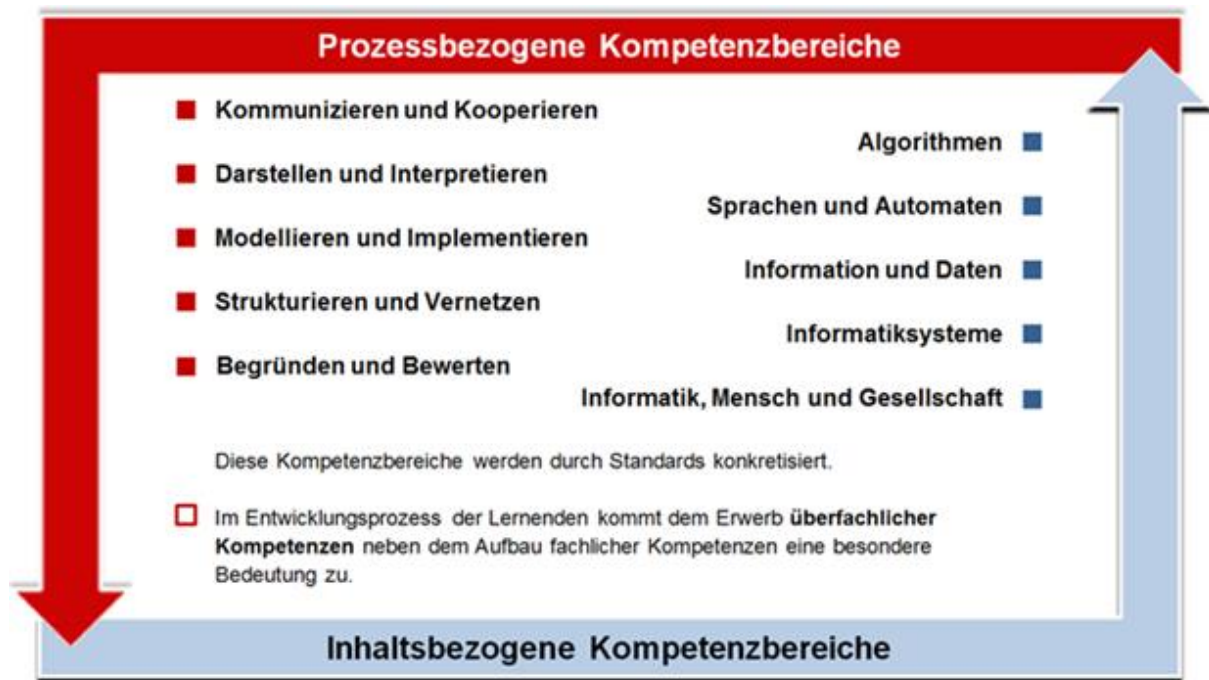 Prozessbezogene Kompetenzbereiche
Kommunizieren und Kooperieren
Algorithmen
Darstellen und Interpretieren
Sprachen und Automaten
Modellieren und Implementieren
Information und Daten
Strukturieren und Vernetzen
Informatiksysteme
Begründen und Bewerten
Informatik, Mensch und Gesellschaft
Diese Kompetenzbereiche werden durch Standards konkretisiert.
Im Entwicklungsprozess der Lernenden kommt dem Erwerb überfachlicher
Kompetenzen neben dem Aufbau fachlicher Kompetenzen eine besondere
Bedeutung zu.
Inhaltsbezogene Kompetenzbereiche